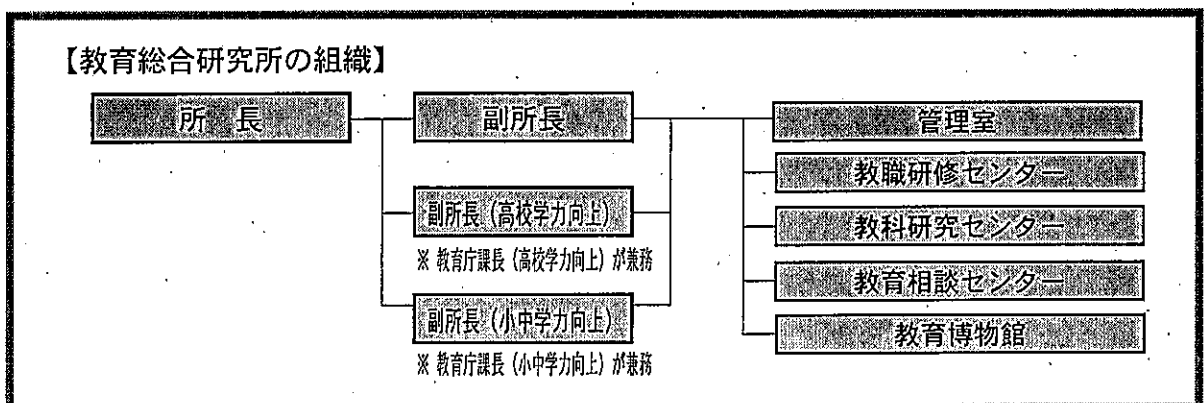 【教育総合研究所の組織】
所 長
副所長
管理室
教職研修センター
副所長（高校学力向上）
教科研究センター
※ 教育庁課長（高校学力向上）が兼務
教育相談センター
副所長（小中学力向上）
教育博物館
※ 教育庁課長（小中学力向上）が兼務